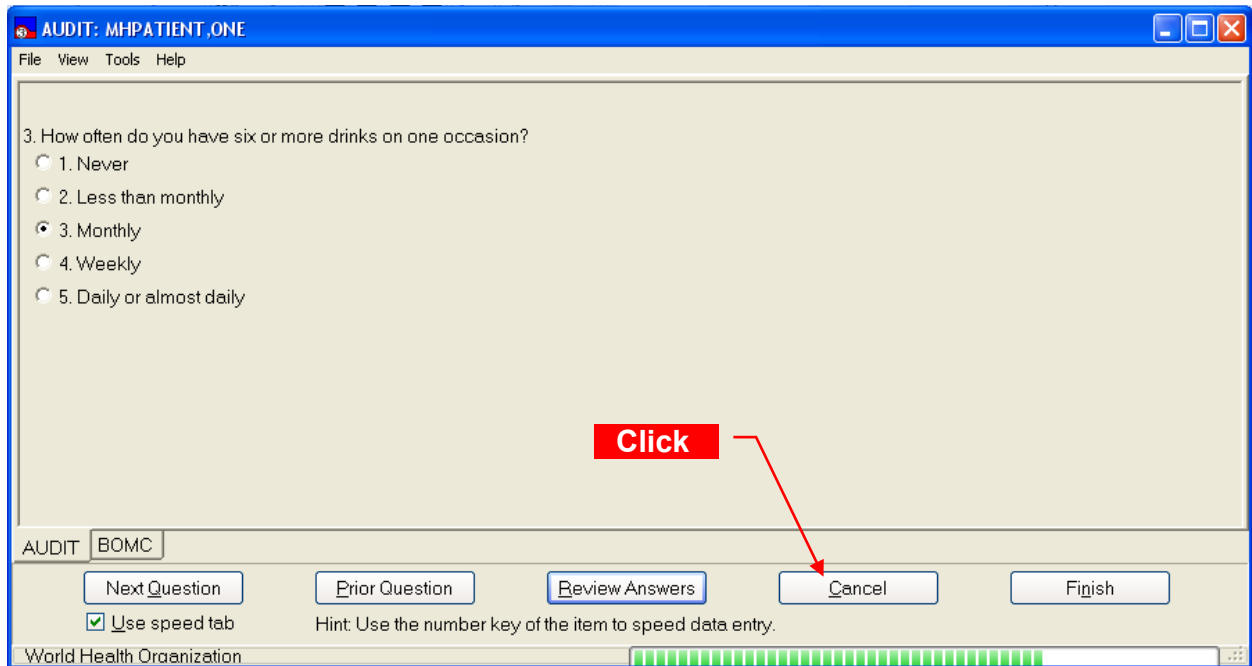 AUDIT: MHPATIENT,ONE
File View Tools Help
3. How often do you have six or more drinks on one occasion?
1. Never
2. Less than monthly
3. Monthly
4. Weekly
5. Daily or almost daily
Click
AUDIT BOMC
Next Question Prior Question Review Answers Cancel Finish
Use speed tab Hint: Use the number key of the item to speed data entry.
World Health Organization